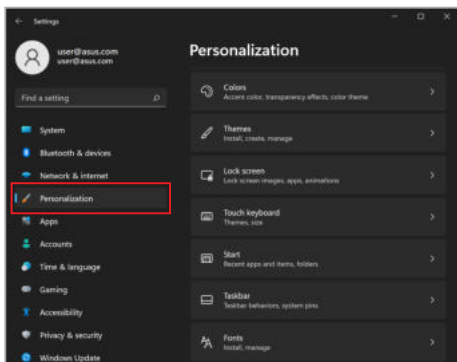 Settings
user@asus.com
user@asus.com
Find a setting
System
Bluetooth & devices
Network & internet
Personalization
Apps
Accounts
Time & language
Gaming
Accessibility
Privacy & security
Windows Update
Personalization
Colors
Accent color, transparency effects, color theme
Themes
Install, create, manage
Lock screen
Lock screen images, apps, animations
Touch keyboard
Themes, size
Start
Recent apps and items, folders
Taskbar
Taskbar behaviors, system pins
Fonts
Install, manage